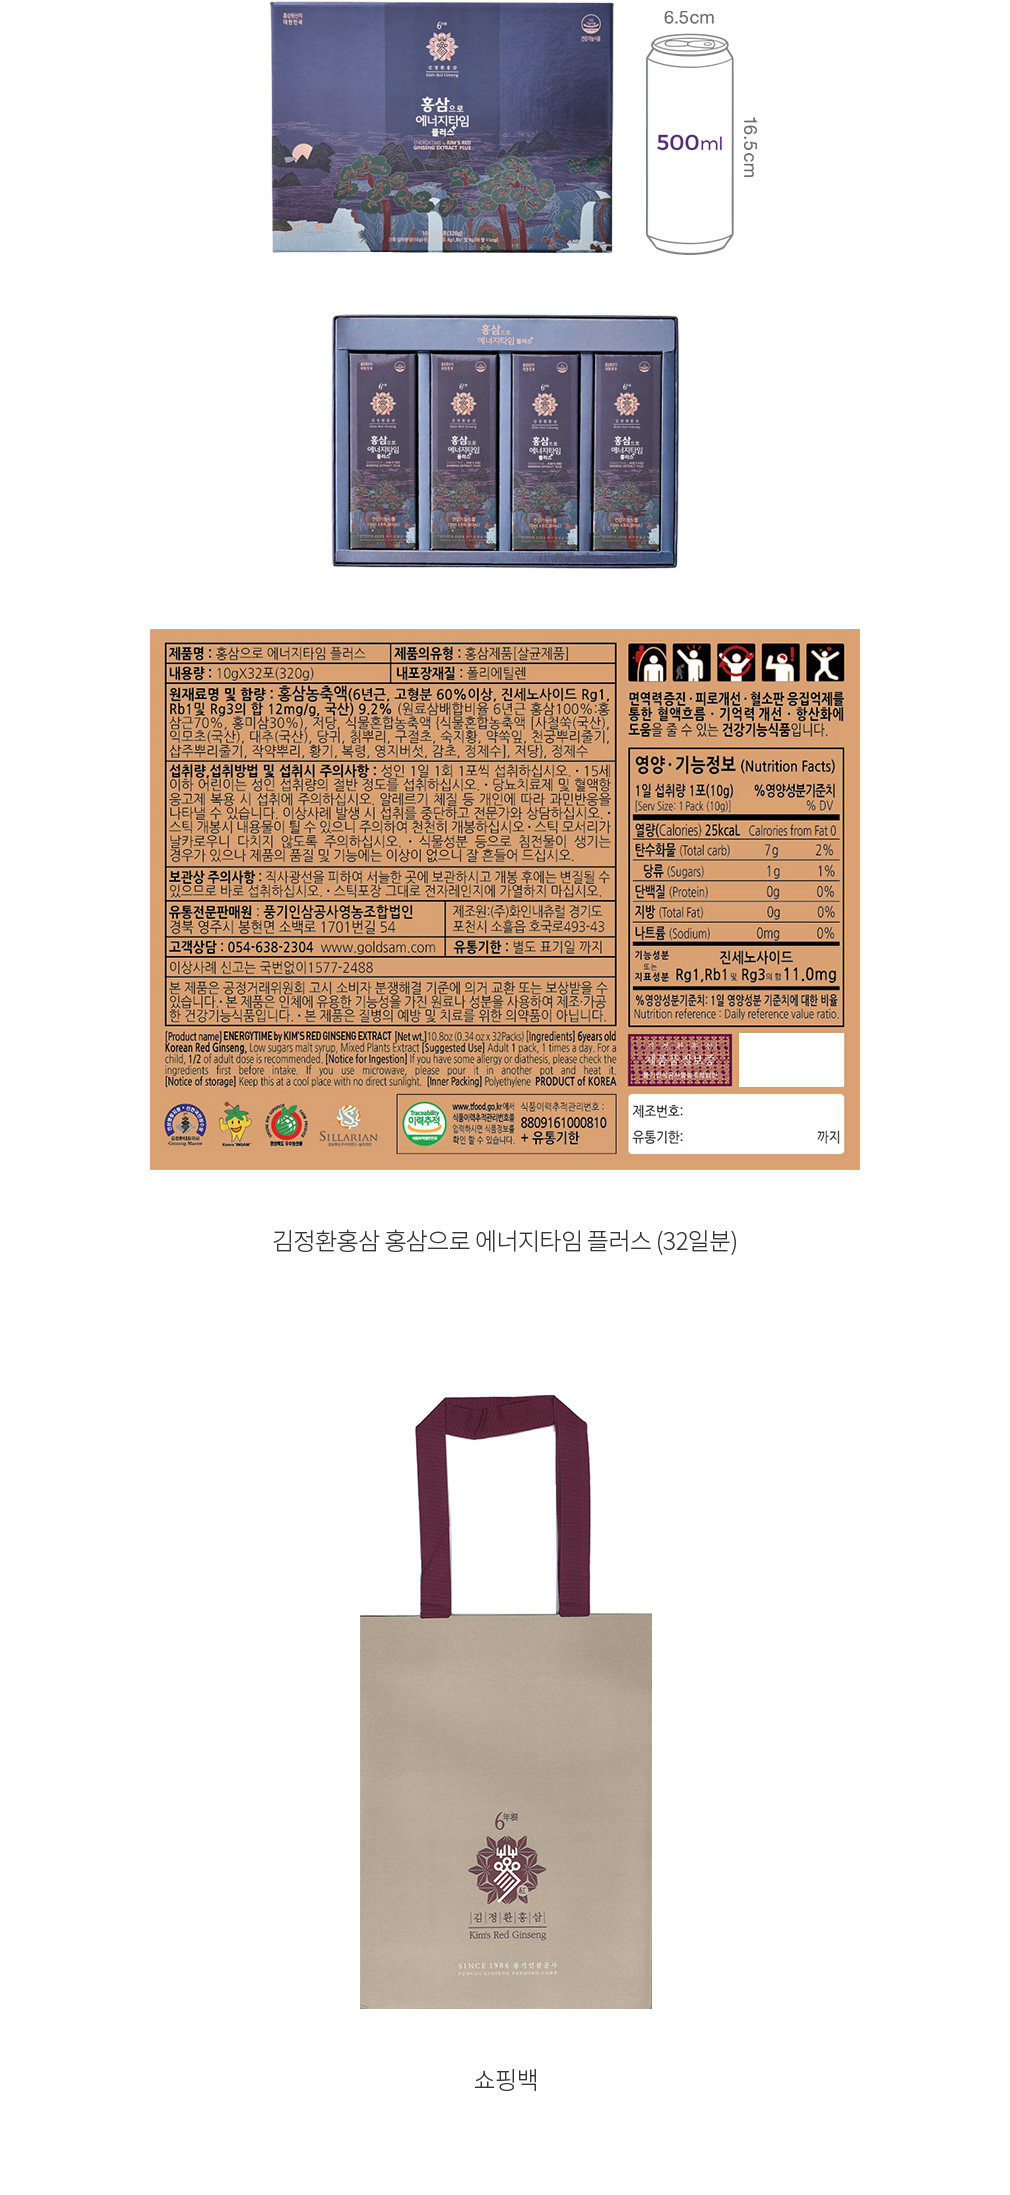 홍삼원산지
대한민국
6年根
김정환홍삼
Kim's Red Ginseng
건강기능식품
홍삼으로
에너지타임
플러스
ENERGYTIME by KIM'S RED
GINSENG EXTRACT PLUS
6.5cm
500ml
16.5cm
홍삼으로
에너지타임 플러스
제품명 : 홍삼으로 에너지타임 플러스
제품의유형 : 홍삼제품[살균제품]
내용량 : 10gX32포(320g)
내포장재질 : 폴리에틸렌
원재료명 및 함량 : 홍삼농축액(6년근, 고형분 60%이상, 진세노사이드 Rg1,
Rb1및 Rg3의 합 12mg/g, 국산) 9.2% (원료삼배합비율 6년근 홍삼100%:홍
삼근70%, 홍미삼30%), 저당, 식물혼합농축액 (식물혼합농축액 [사철쑥(국산),
익모초(국산), 대추(국산), 당귀, 칡뿌리, 구절초, 숙지황, 약쑥잎, 천궁뿌리줄기,
삽주뿌리줄기, 작약뿌리, 황기, 복령, 영지버섯, 감초, 정제수], 저당), 정제수
섭취량,섭취방법 및 섭취시 주의사항 : 성인 1일 1회 1포씩 섭취하십시오. · 15세
이하 어린이는 성인 섭취량의 절반 정도를 섭취하십시오. · 당뇨치료제 및 혈액항
응고제 복용 시 섭취에 주의하십시오. 알레르기 체질 등 개인에 따라 과민반응을
나타낼 수 있습니다. 이상사례 발생 시 섭취를 중단하고 전문가와 상담하십시오. ·
스틱 개봉시 내용물이 튈 수 있으니 주의하여 천천히 개봉하십시오 · 스틱 모서리가
날카로우니 다치지 않도록 주의하십시오. · 식물성분 등으로 침전물이 생기는
경우가 있으나 제품의 품질 및 기능에는 이상이 없으니 잘 흔들어 드십시오.
보관상 주의사항 : 직사광선을 피하여 서늘한 곳에 보관하시고 개봉 후에는 변질될 수
있으므로 바로 섭취하십시오. · 스틱포장 그대로 전자레인지에 가열하지 마십시오.
유통전문판매원 : 풍기인삼공사영농조합법인
경북 영주시 봉현면 소백로 1701번길 54
제조원:(주)화인내츄럴 경기도
포천시 소흘읍 호국로493-43
고객상담 : 054-638-2304 www.goldsam.com
유통기한 : 별도 표기일 까지
이상사례 신고는 국번없이1577-2488
본 제품은 공정거래위원회 고시 소비자 분쟁해결 기준에 의거 교환 또는 보상받을 수
있습니다.· 본 제품은 인체에 유용한 기능성을 가진 원료나 성분을 사용하여 제조·가공
한 건강기능식품입니다. · 본 제품은 질병의 예방 및 치료를 위한 의약품이 아닙니다.
[Product name] ENERGYTIME by KIM'S RED GINSENG EXTRACT [Net wt.]10.8oz (0.34 oz x 32Packs) [Ingredients] 6years old
Korean Red Ginseng, Low sugars malt syrup, Mixed Plants Extract [Suggested Use] Adult 1 pack, 1 times a day. For a
child, 1/2 of adult dose is recommended. [Notice for Ingestion] If you have some allergy or diathesis, please check the
ingredients first before intake. If you use microwave, please pour it in another pot and heat it.
[Notice of storage] Keep this at a cool place with no direct sunlight. [Inner Packing] Polyethylene PRODUCT of KOREA
Ginseng Master
Korea "INSAM"
SILLARIAN
Traceability
이력추적
www.tfood.go.kr에서
식품이력추적관리번호를
입력하시면 식품정보를
확인 할 수 있습니다.
식품이력추적관리번호 :
8809161000810
+ 유통기한
면역력증진 · 피로개선 · 혈소판 응집억제를
통한 혈액흐름 · 기억력 개선 · 항산화에
도움을 줄 수 있는 건강기능식품입니다.
영양·기능정보 (Nutrition Facts)
1일 섭취량 1포(10g) %영양성분기준치
[Serv Size: 1 Pack (10g)] % DV
열량(Calories) 25kcaL Calrories from Fat 0
탄수화물 (Total carb) 7g 2%
당류 (Sugars) 1g 1%
단백질 (Protein) 0g 0%
지방 (Total Fat) 0g 0%
나트륨 (Sodium) 0mg 0%
기능성분
또는
지표성분
진세노사이드
Rg1,Rb1 및 Rg3의 합 11.0mg
%영양성분기준치: 1일 영양성분 기준치에 대한 비율
Nutrition reference : Daily reference value ratio.
제조번호:
유통기한: 까지
김정환홍삼 홍삼으로 에너지타임 플러스 (32일분)
6年根
紅
김정환홍삼
Kim's Red Ginseng
SINCE 1986 풍기인삼공사
PUNGGI GINSENG FARMING CORP.
쇼핑백